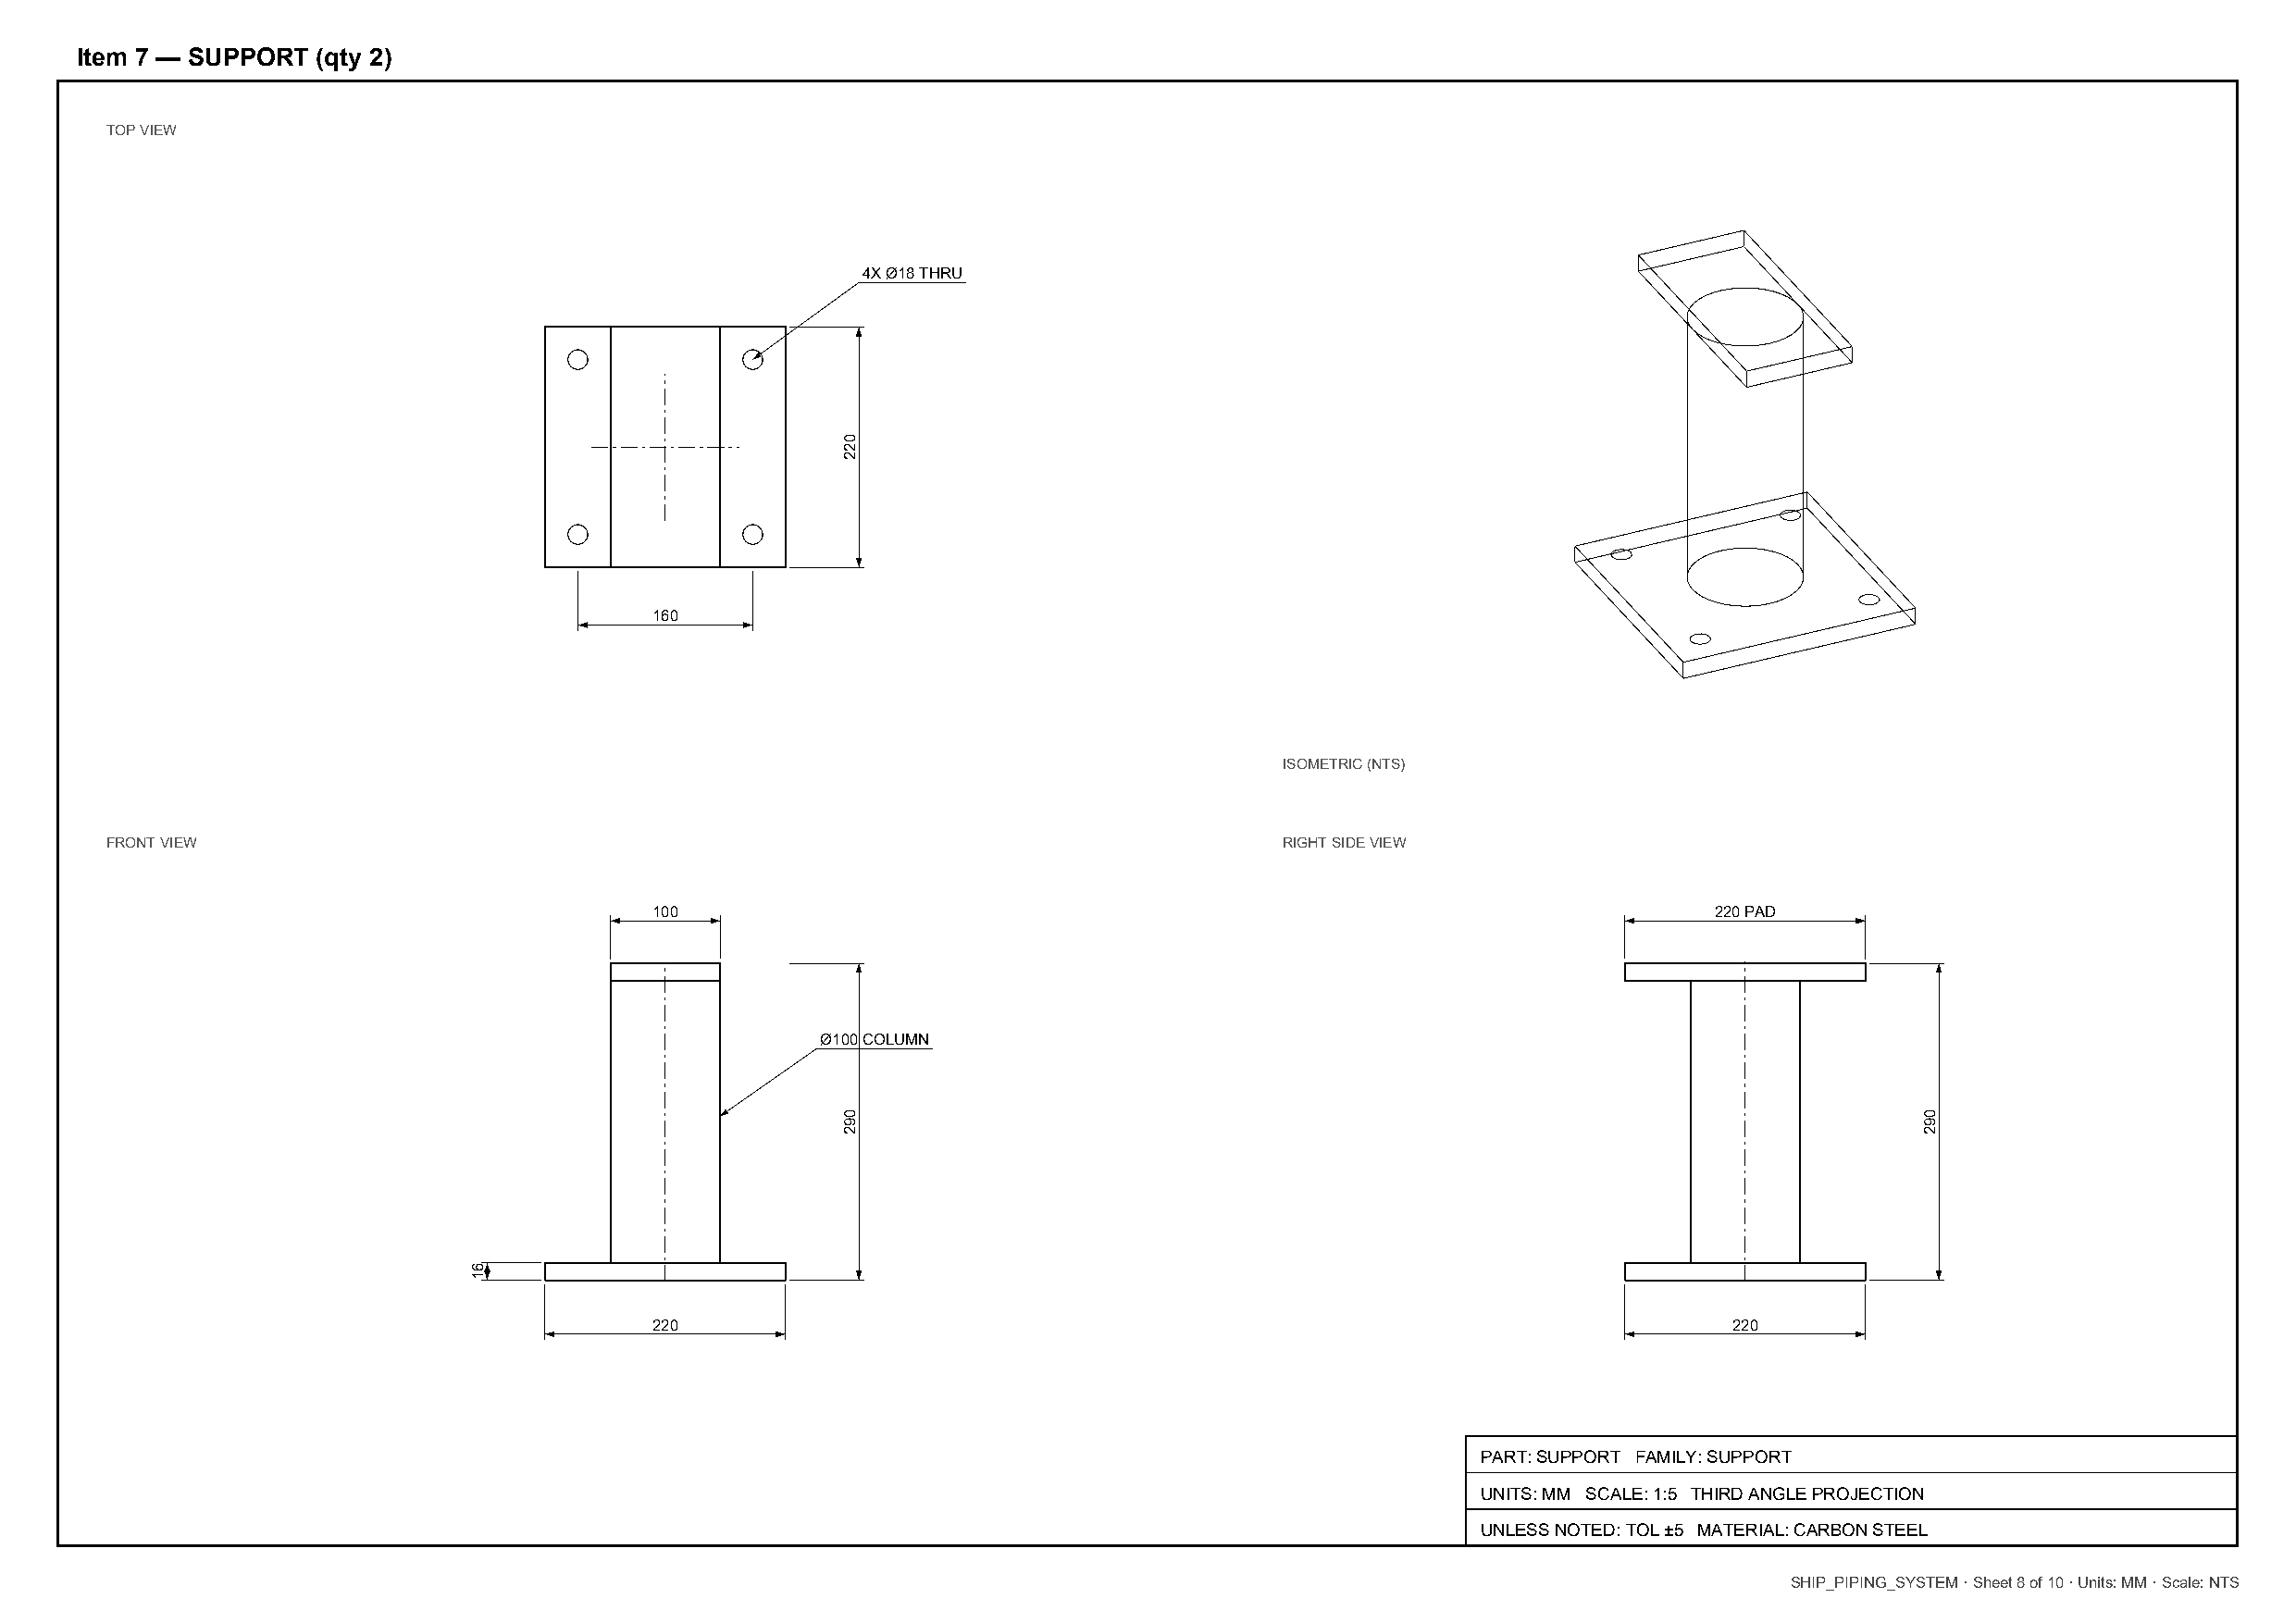 Item 7 — SUPPORT (qty 2)
TOP VIEW
4X Ø18 THRU
220
160
ISOMETRIC (NTS)
FRONT VIEW
RIGHT SIDE VIEW
100
220 PAD
Ø100 COLUMN
290
290
16
220
220
PART: SUPPORT FAMILY: SUPPORT
UNITS: MM SCALE: 1:5 THIRD ANGLE PROJECTION
UNLESS NOTED: TOL ±5 MATERIAL: CARBON STEEL
SHIP_PIPING_SYSTEM · Sheet 8 of 10 · Units: MM · Scale: NTS